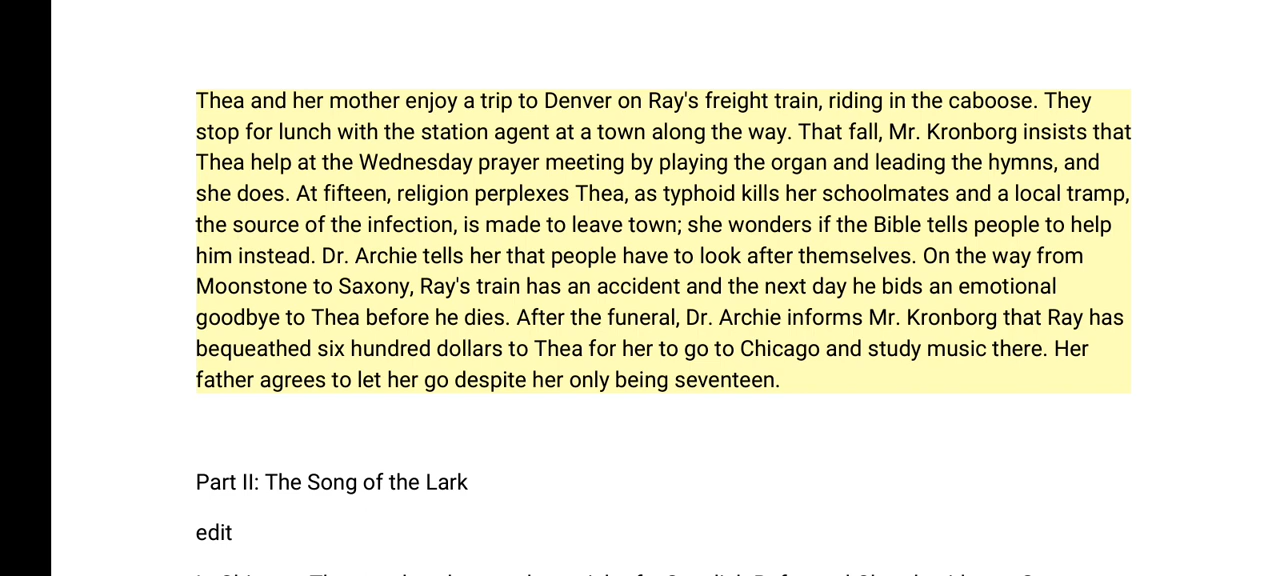 Thea and her mother enjoy a trip to Denver on Ray's freight train, riding in the caboose. They
stop for lunch with the station agent at a town along the way. That fall, Mr. Kronborg insists that
Thea help at the Wednesday prayer meeting by playing the organ and leading the hymns, and
she does. At fifteen, religion perplexes Thea, as typhoid kills her schoolmates and a local tramp,
the source of the infection, is made to leave town; she wonders if the Bible tells people to help
him instead. Dr. Archie tells her that people have to look after themselves. On the way from
Moonstone to Saxony, Ray's train has an accident and the next day he bids an emotional
goodbye to Thea before he dies. After the funeral, Dr. Archie informs Mr. Kronborg that Ray has
bequeathed six hundred dollars to Thea for her to go to Chicago and study music there. Her
father agrees to let her go despite her only being seventeen.
Part II: The Song of the Lark
edit